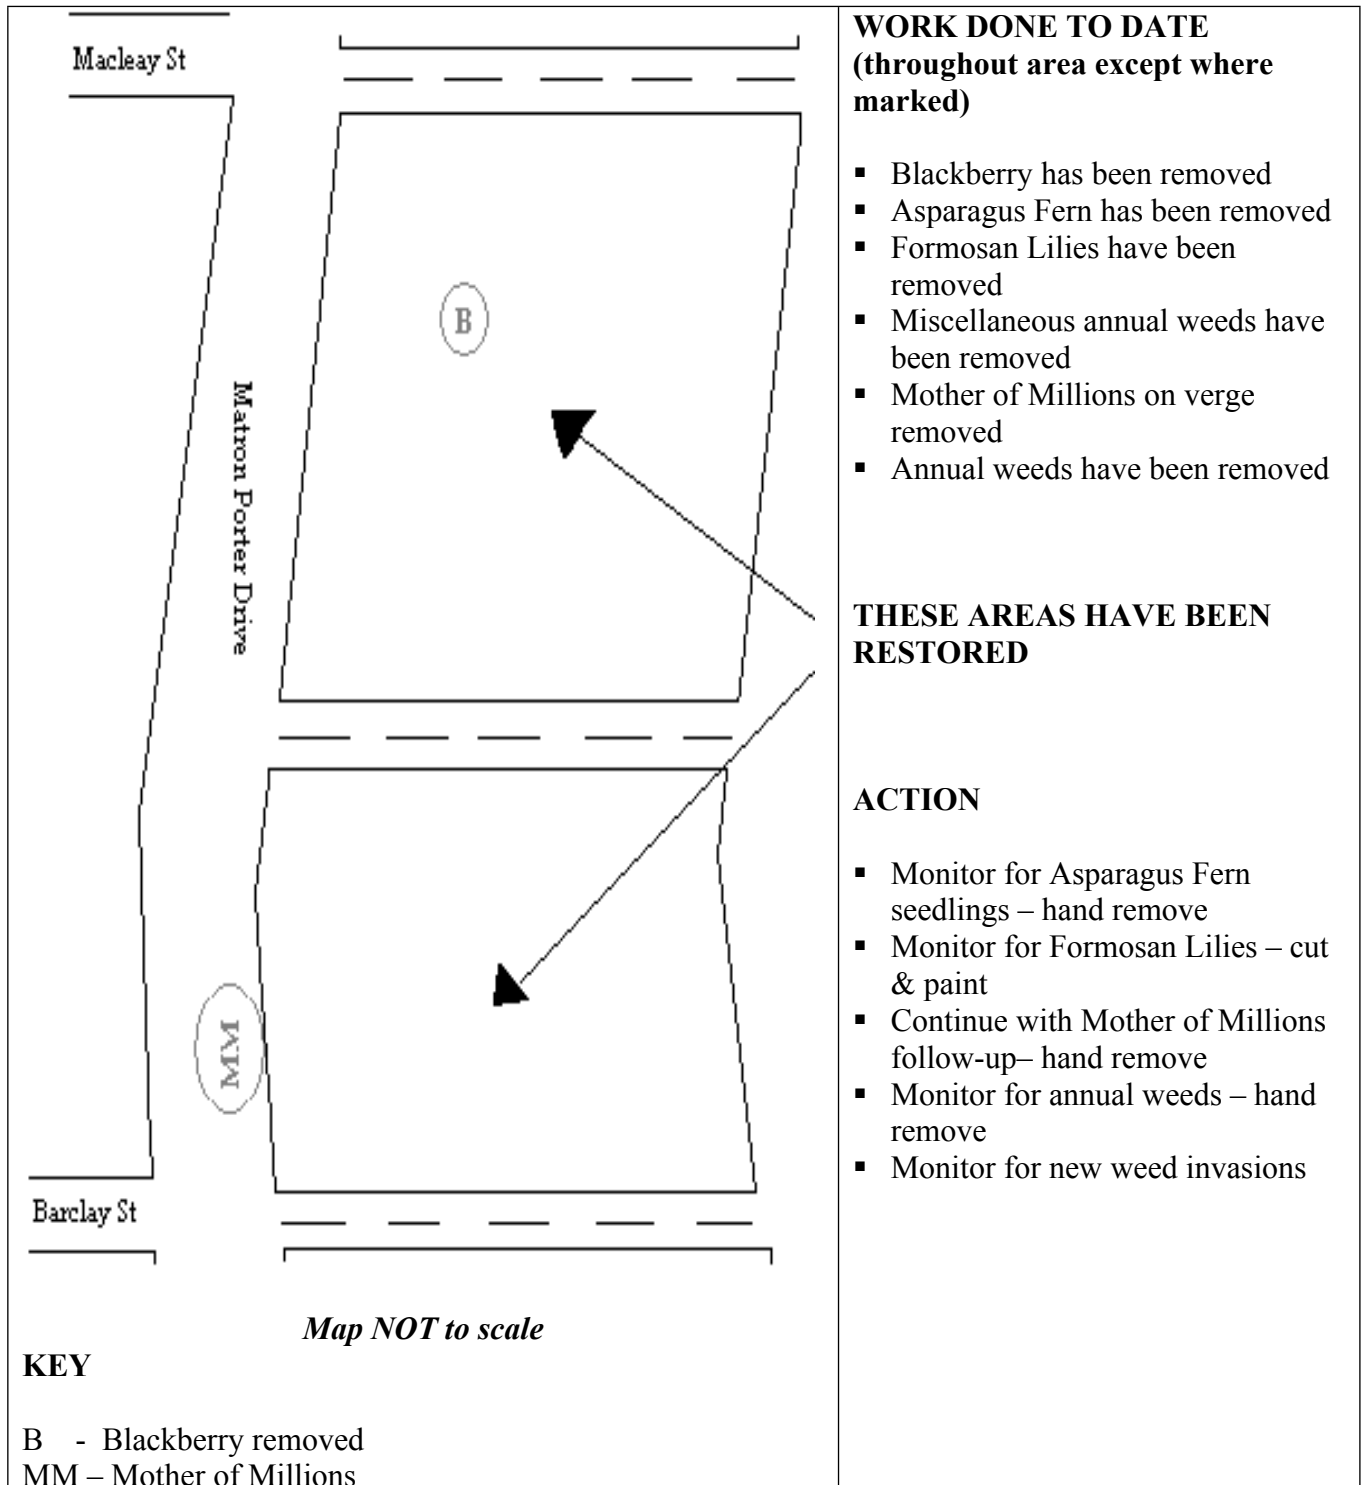 Macleay St
B
Matron Porter Drive
MM
Barclay St
Map NOT to scale
KEY
B - Blackberry removed
MM – Mother of Millions
WORK DONE TO DATE
(throughout area except where
marked)
▪ Blackberry has been removed
▪ Asparagus Fern has been removed
▪ Formosan Lilies have been
removed
▪ Miscellaneous annual weeds have
been removed
▪ Mother of Millions on verge
removed
▪ Annual weeds have been removed
THESE AREAS HAVE BEEN
RESTORED
ACTION
▪ Monitor for Asparagus Fern
seedlings – hand remove
▪ Monitor for Formosan Lilies – cut
& paint
▪ Continue with Mother of Millions
follow-up– hand remove
▪ Monitor for annual weeds – hand
remove
▪ Monitor for new weed invasions